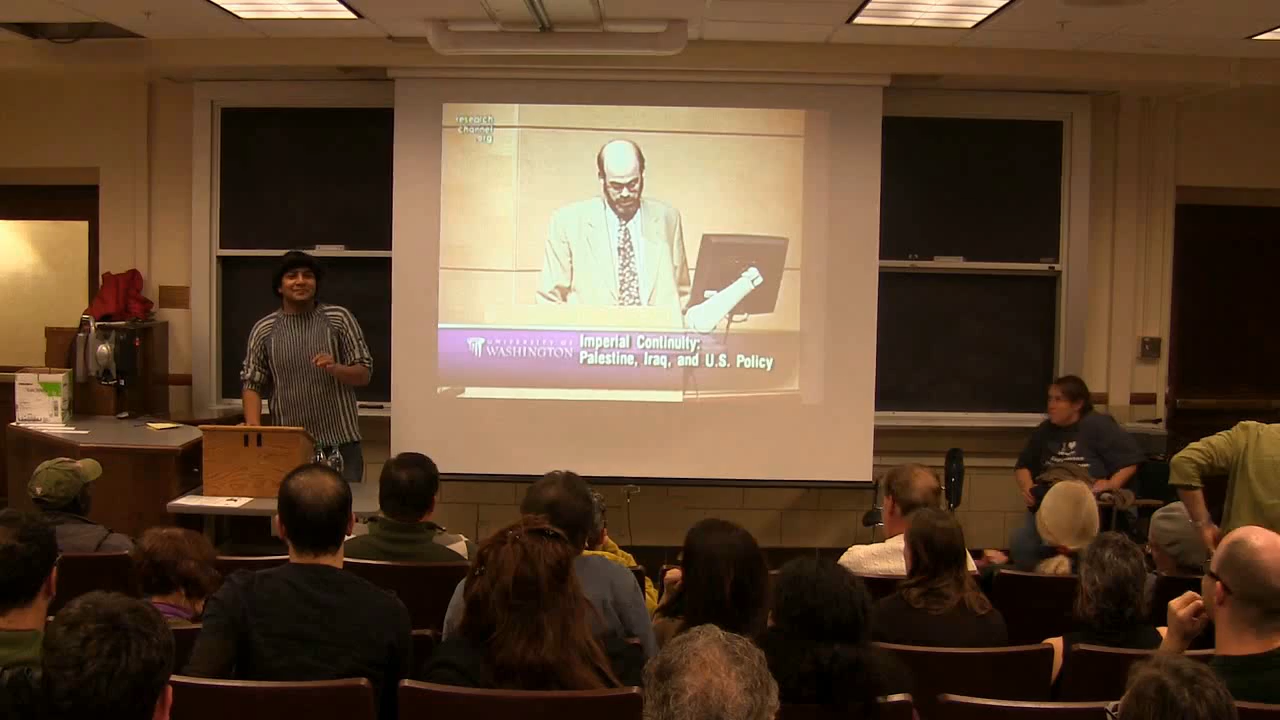 research
channel
org
UNIVERSITY OF
WASHINGTON
Imperial Continuity:
Palestine, Iraq, and U.S. Policy
I